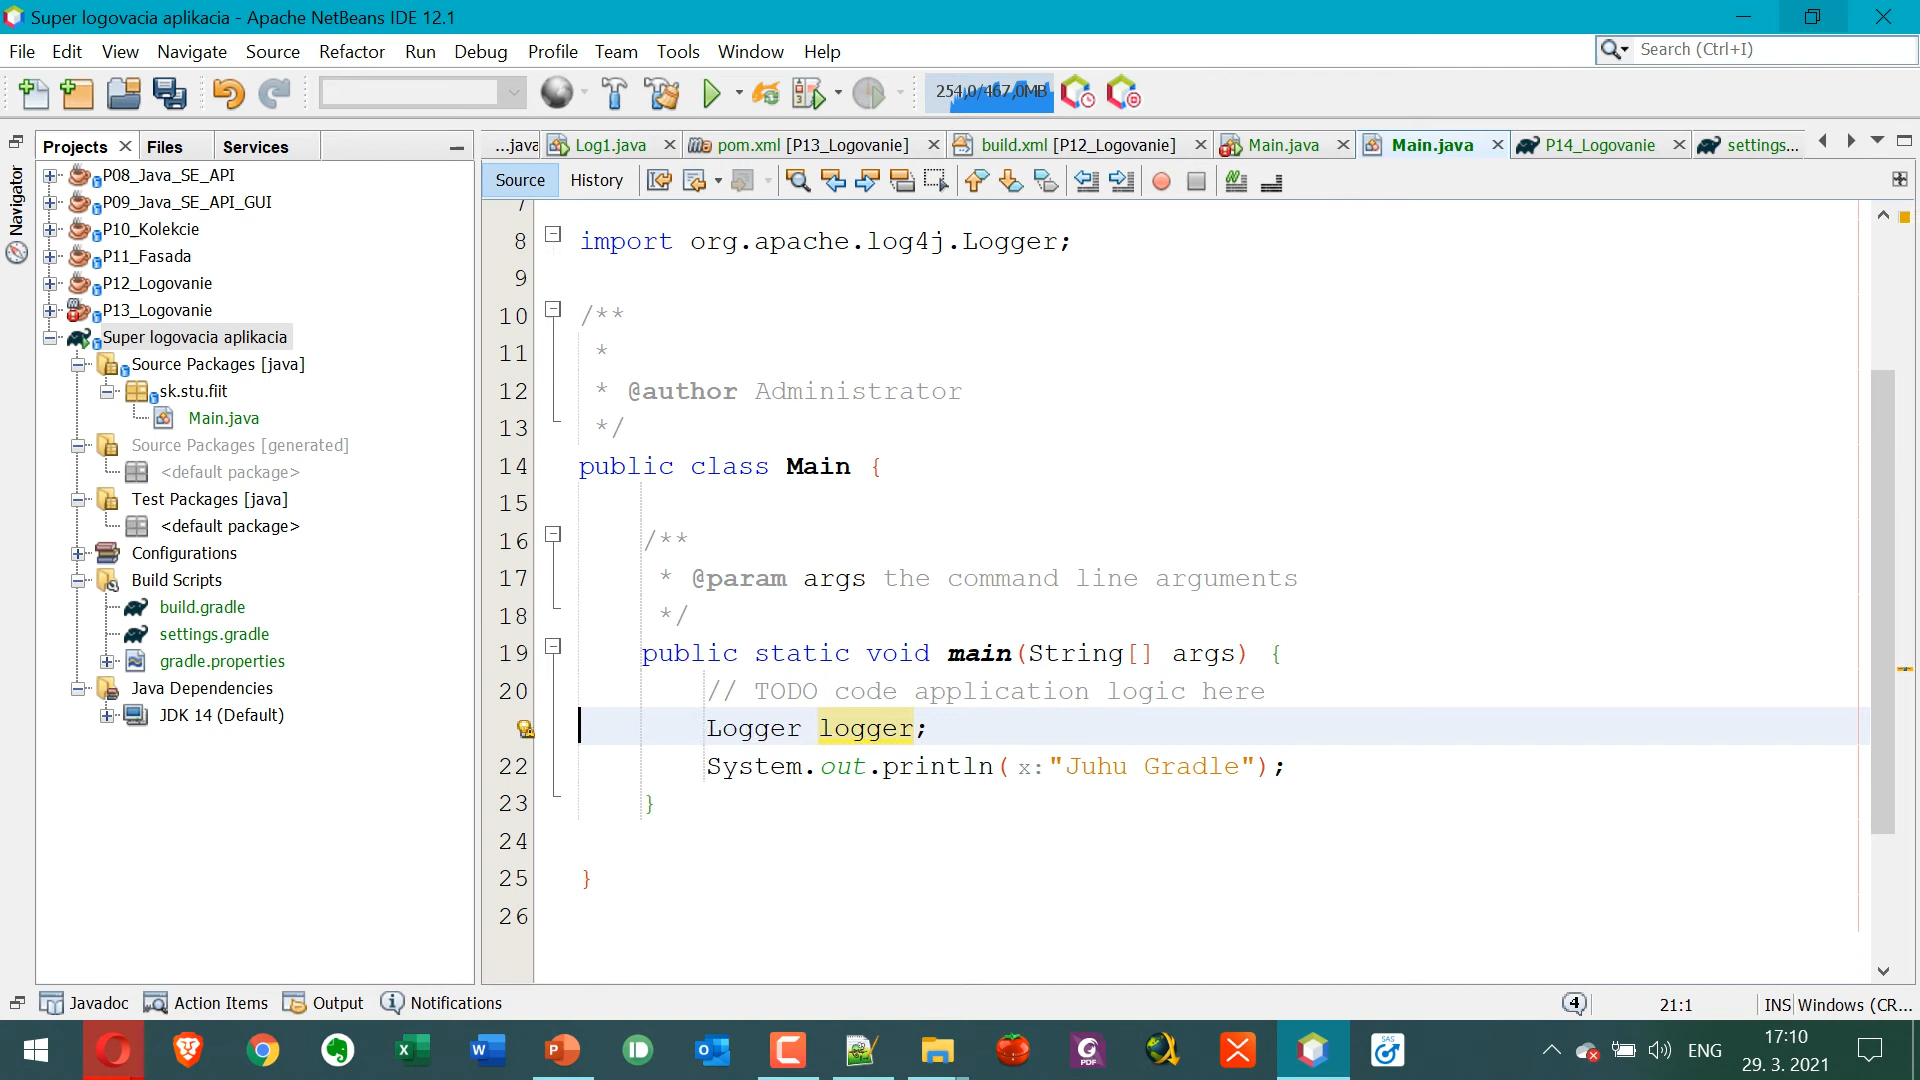 Super logovacia aplikacia - Apache NetBeans IDE 12.1
File Edit View Navigate Source Refactor Run Debug Profile Team Tools Window Help
Search (Ctrl+I)
254,0/467,0MB
Projects Files Services
...java Log1.java pom.xml [P13_Logovanie] build.xml [P12_Logovanie] Main.java Main.java P14_Logovanie settings...
Source History
Navigator
P08_Java_SE_API
P09_Java_SE_API_GUI
P10_Kolekcie
P11_Fasada
P12_Logovanie
P13_Logovanie
Super logovacia aplikacia
Source Packages [java]
sk.stu.fiit
Main.java
Source Packages [generated]
<default package>
Test Packages [java]
<default package>
Configurations
Build Scripts
build.gradle
settings.gradle
gradle.properties
Java Dependencies
JDK 14 (Default)
7
8 import org.apache.log4j.Logger;
9
10 /**
11 *
12 * @author Administrator
13 */
14 public class Main {
15
16 /**
17 * @param args the command line arguments
18 */
19 public static void main(String[] args) {
20 // TODO code application logic here
Logger logger;
22 System.out.println( x: "Juhu Gradle");
23 }
24
25 }
26
Javadoc Action Items Output Notifications
4 21:1 INS Windows (CR...
ENG
17:10
29. 3. 2021